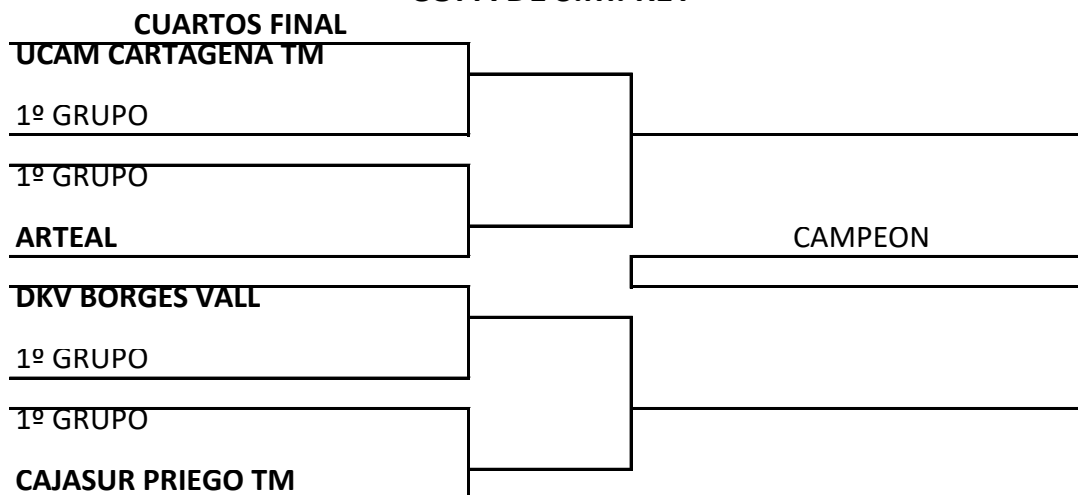 CUARTOS FINAL
UCAM CARTAGENA TM
1º GRUPO
1º GRUPO
ARTEAL
CAMPEON
DKV BORGES VALL
1º GRUPO
1º GRUPO
CAJASUR PRIEGO TM